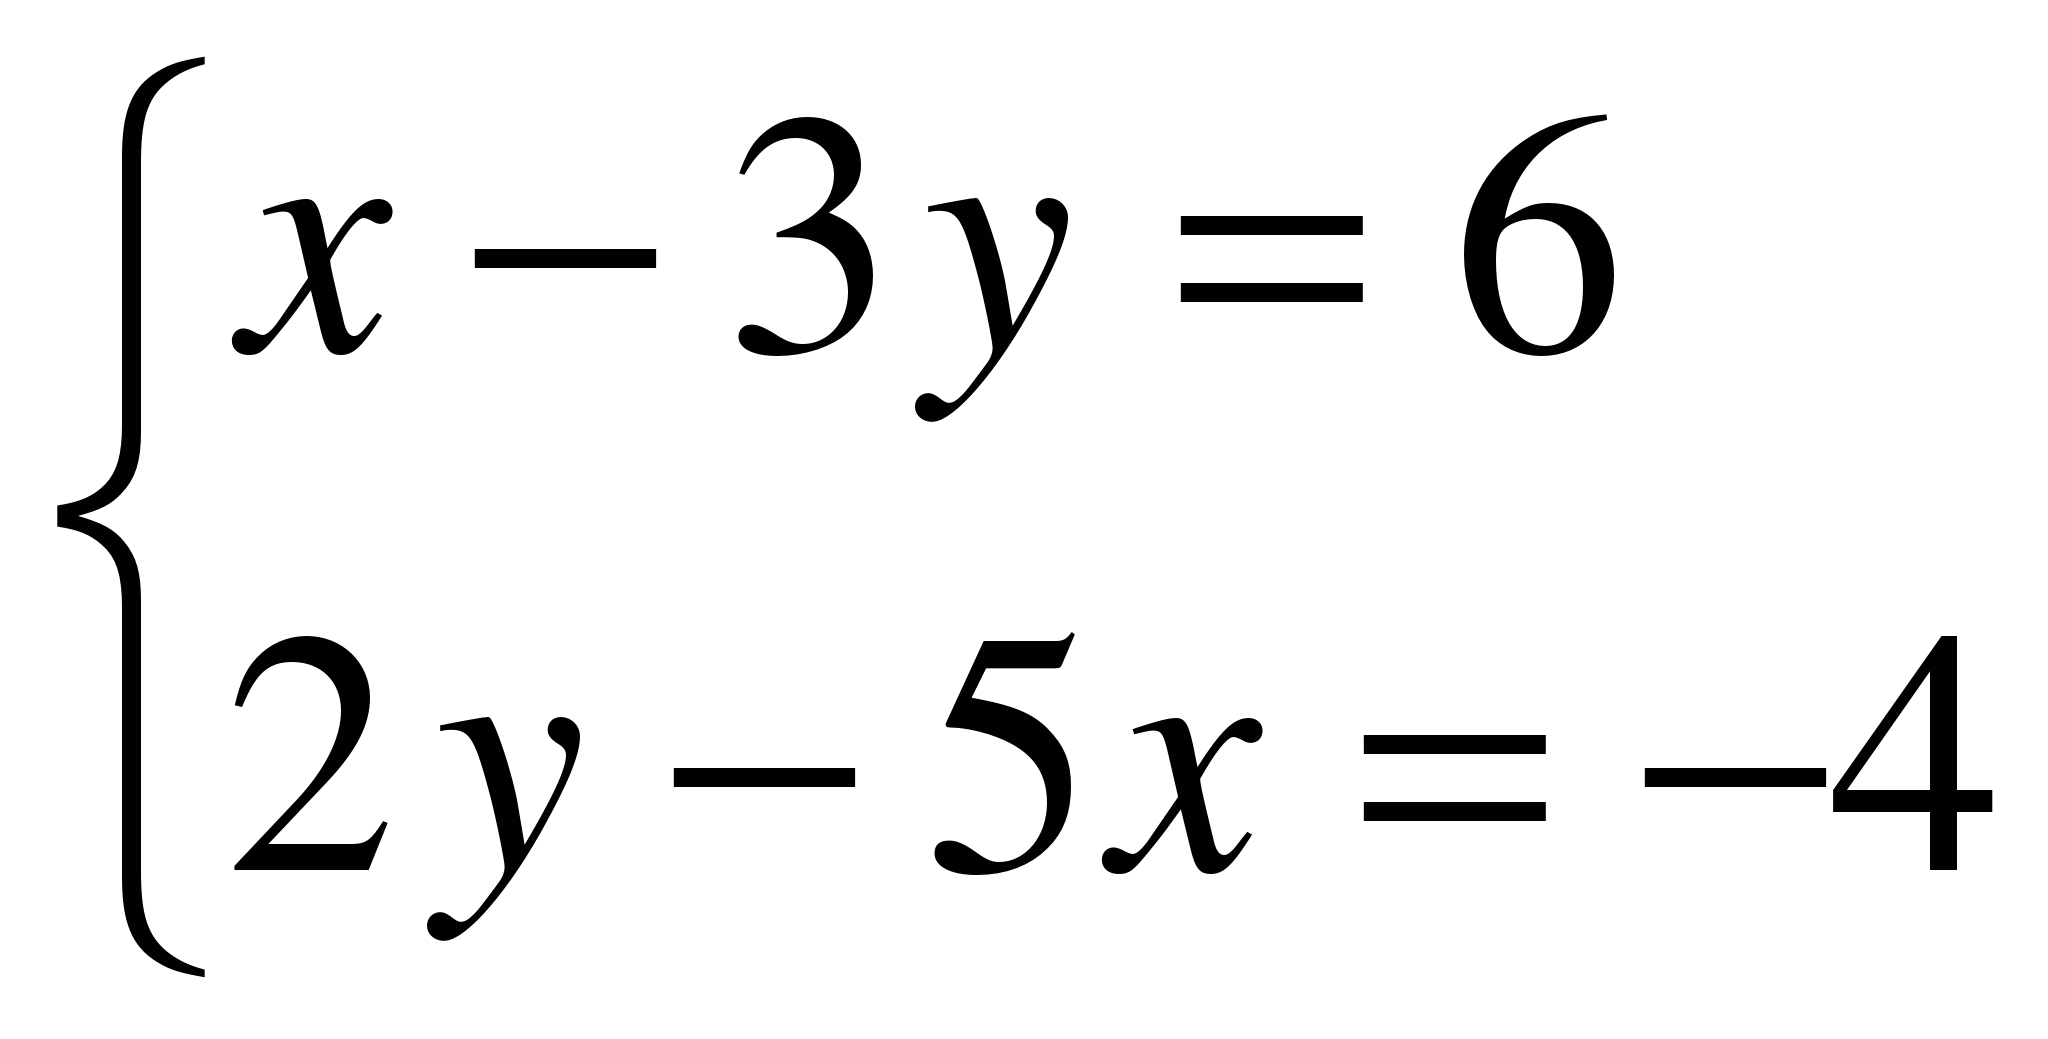 x − 3y = 6
2y − 5x = −4